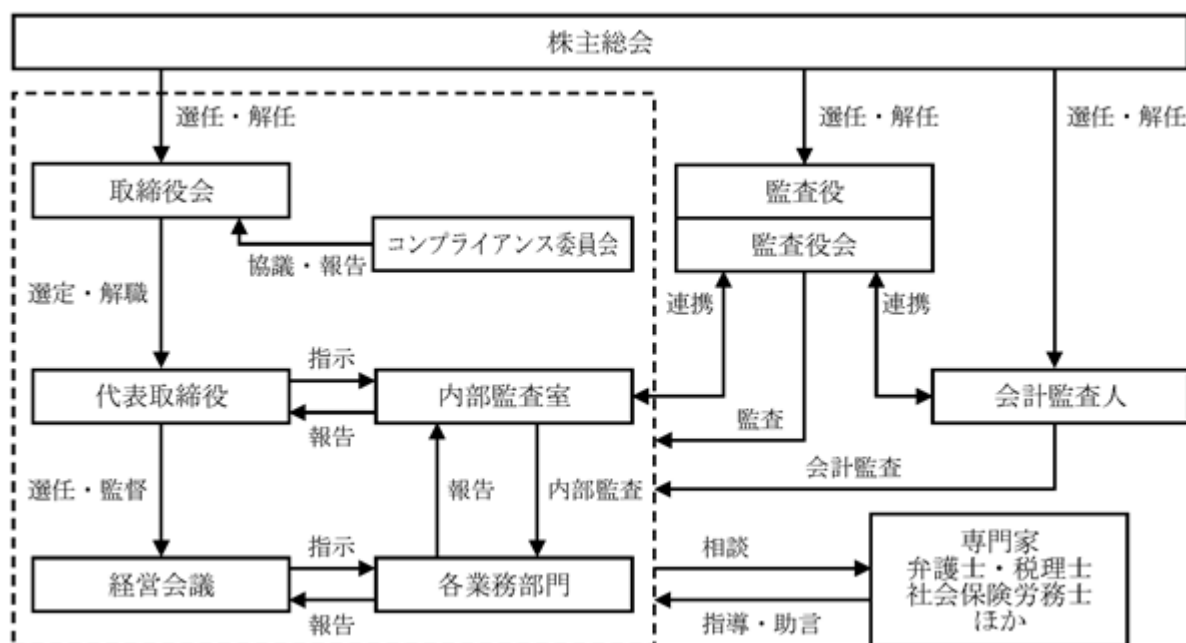 株主総会
選任・解任
選任・解任
選任・解任
取締役会
監査役
コンプライアンス委員会
監査役会
協議・報告
選定・解職
連携
連携
指示
代表取締役
内部監査室
会計監査人
報告
監査
会計監査
選任・監督
報告
内部監査
指示
相談
専門家
弁護士・税理士
社会保険労務士
ほか
経営会議
各業務部門
報告
指導・助言